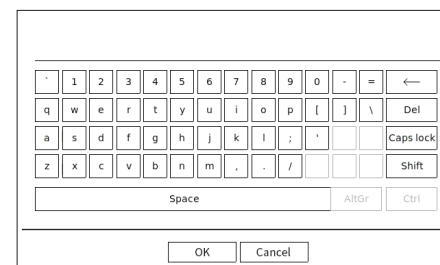 ` 1 2 3 4 5 6 7 8 9 0 - = ←
q w e r t y u i o p [ ] \ Del
a s d f g h j k l ; ' Caps lock
z x c v b n m , . / Shift
Space AltGr Ctrl
OK Cancel